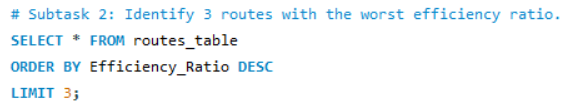 # Subtask 2: Identify 3 routes with the worst efficiency ratio.
SELECT * FROM routes_table
ORDER BY Efficiency_Ratio DESC
LIMIT 3;